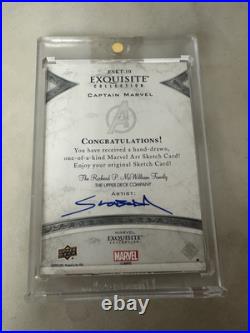 #SKT-10
EXQUISITE
COLLECTION
CAPTAIN MARVEL
CONGRATULATIONS!
You have received a hand-drawn,
one-of-a-kind Marvel Art Sketch Card!
Enjoy your original Sketch Card!
The Richard P. McWilliam Family
THE UPPER DECK COMPANY
ARTIST:
MARVEL
EXQUISITE
COLLECTION
MARVEL